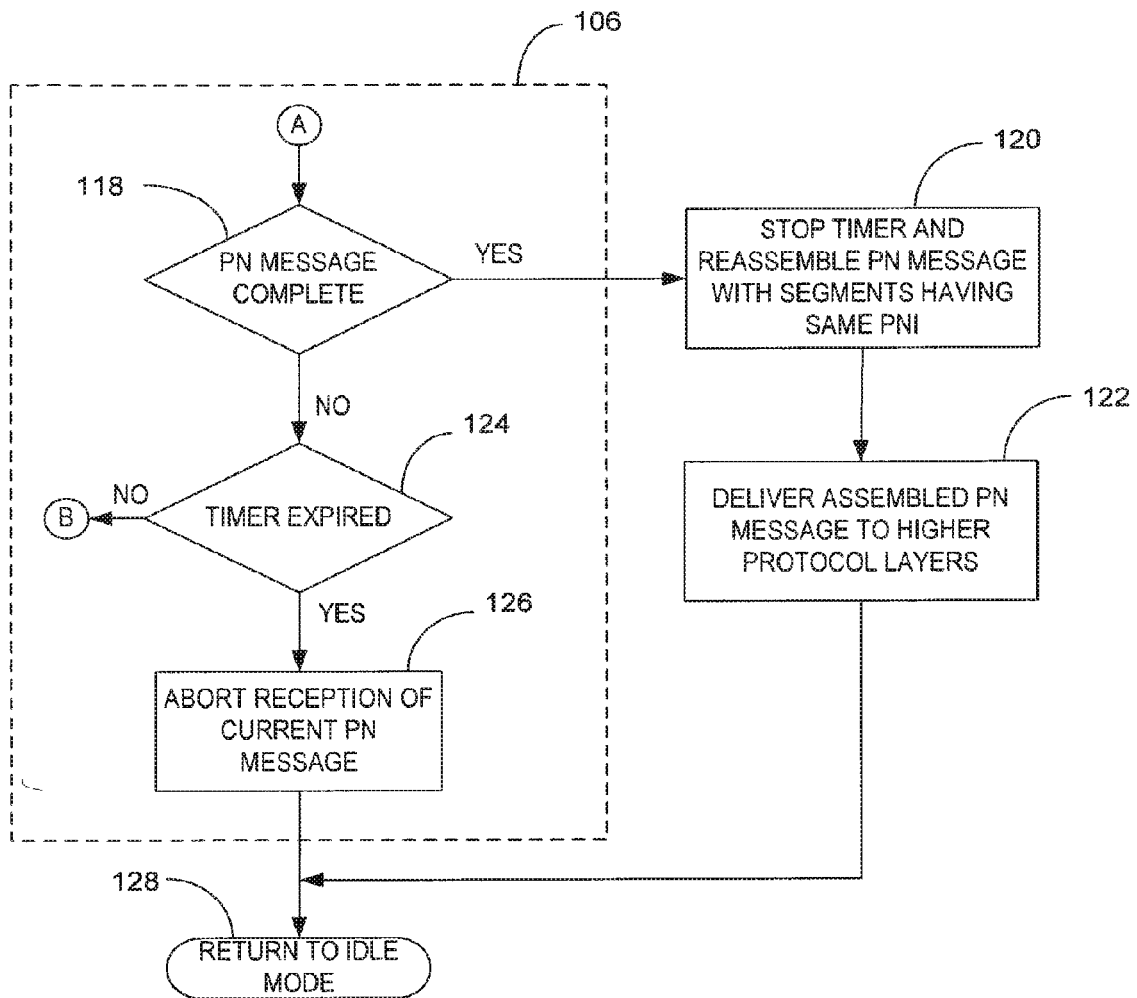 106
A
118
PN MESSAGE
COMPLETE
YES
120
STOP TIMER AND
REASSEMBLE PN MESSAGE
WITH SEGMENTS HAVING
SAME PNI
NO
124
TIMER EXPIRED
NO
B
122
DELIVER ASSEMBLED PN
MESSAGE TO HIGHER
PROTOCOL LAYERS
YES
126
ABORT RECEPTION OF
CURRENT PN
MESSAGE
128
RETURN TO IDLE
MODE